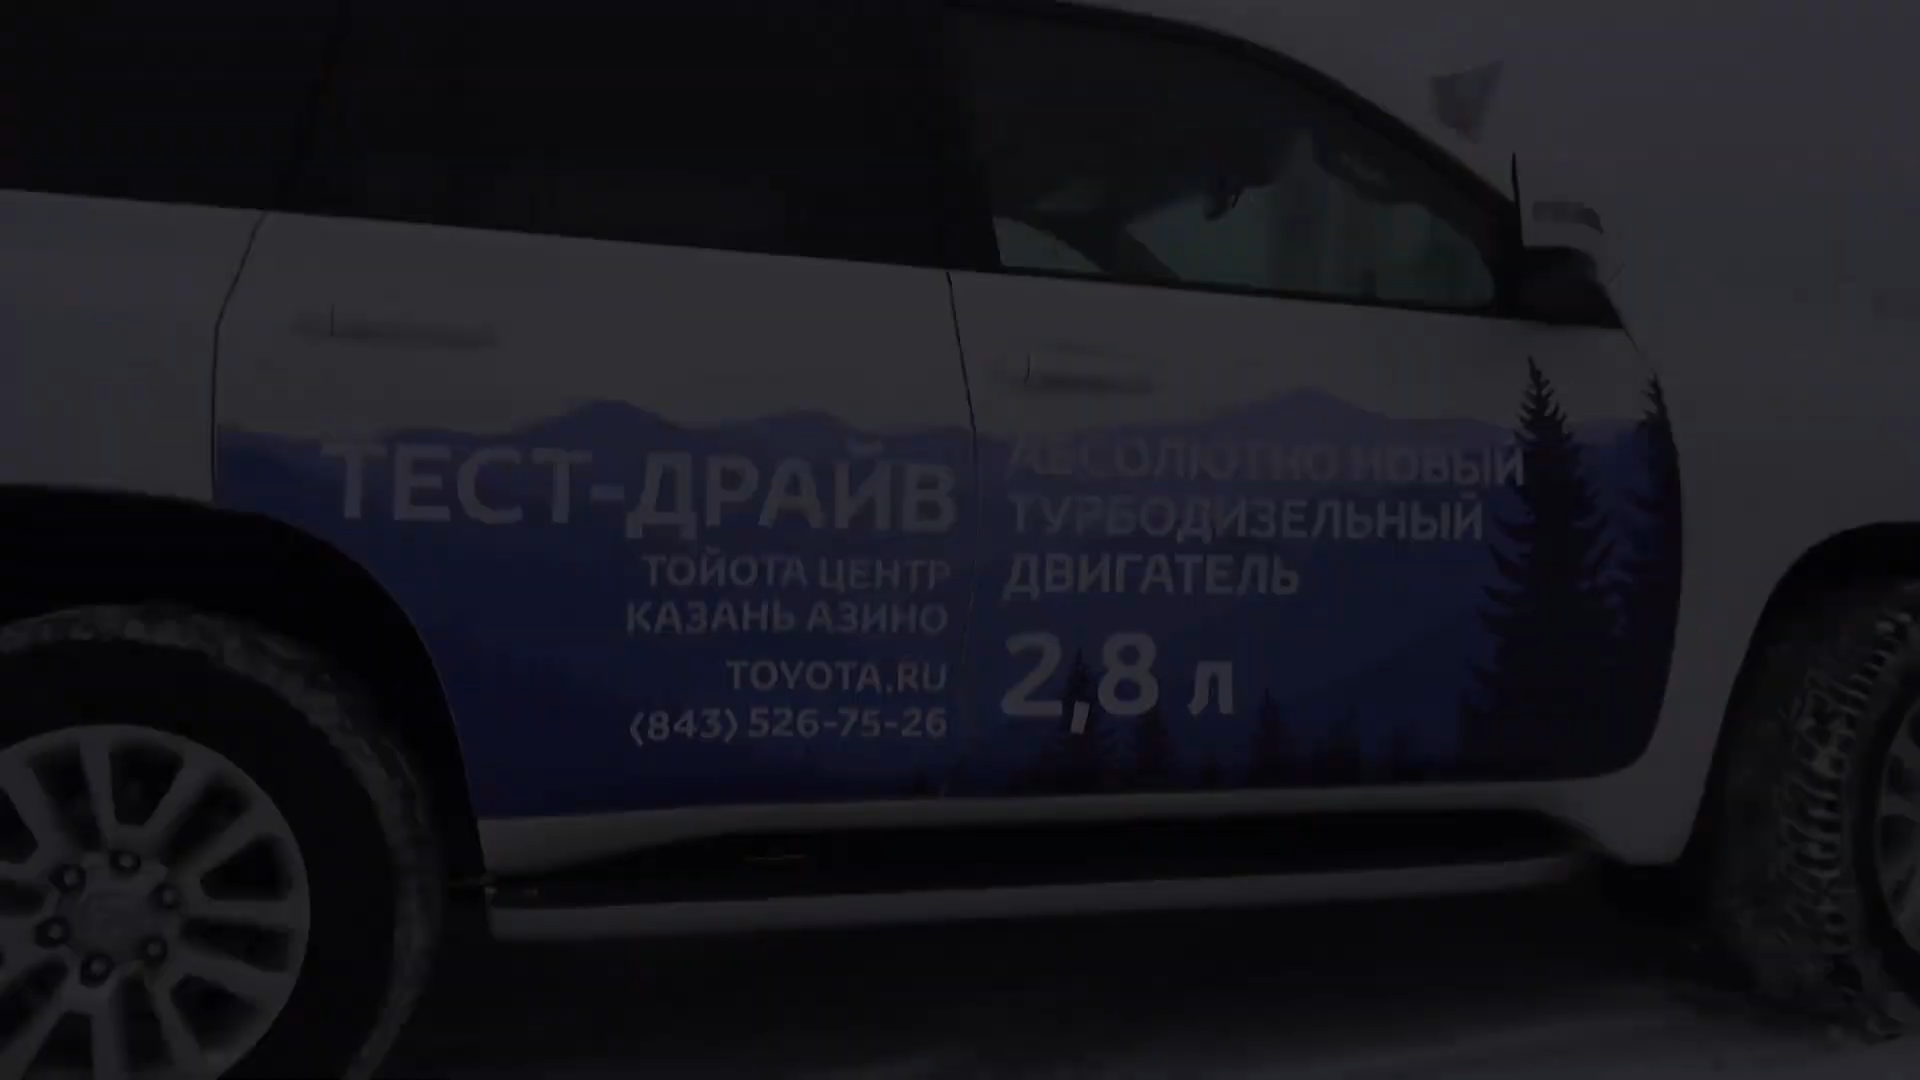 ТЕСТ-ДРАЙВ
ТОЙОТА ЦЕНТР
КАЗАНЬ АЗИНО
TOYOTA.RU
(843) 526-75-26
АБСОЛЮТНО НОВЫЙ
ТУРБОДИЗЕЛЬНЫЙ
ДВИГАТЕЛЬ
2,8 л